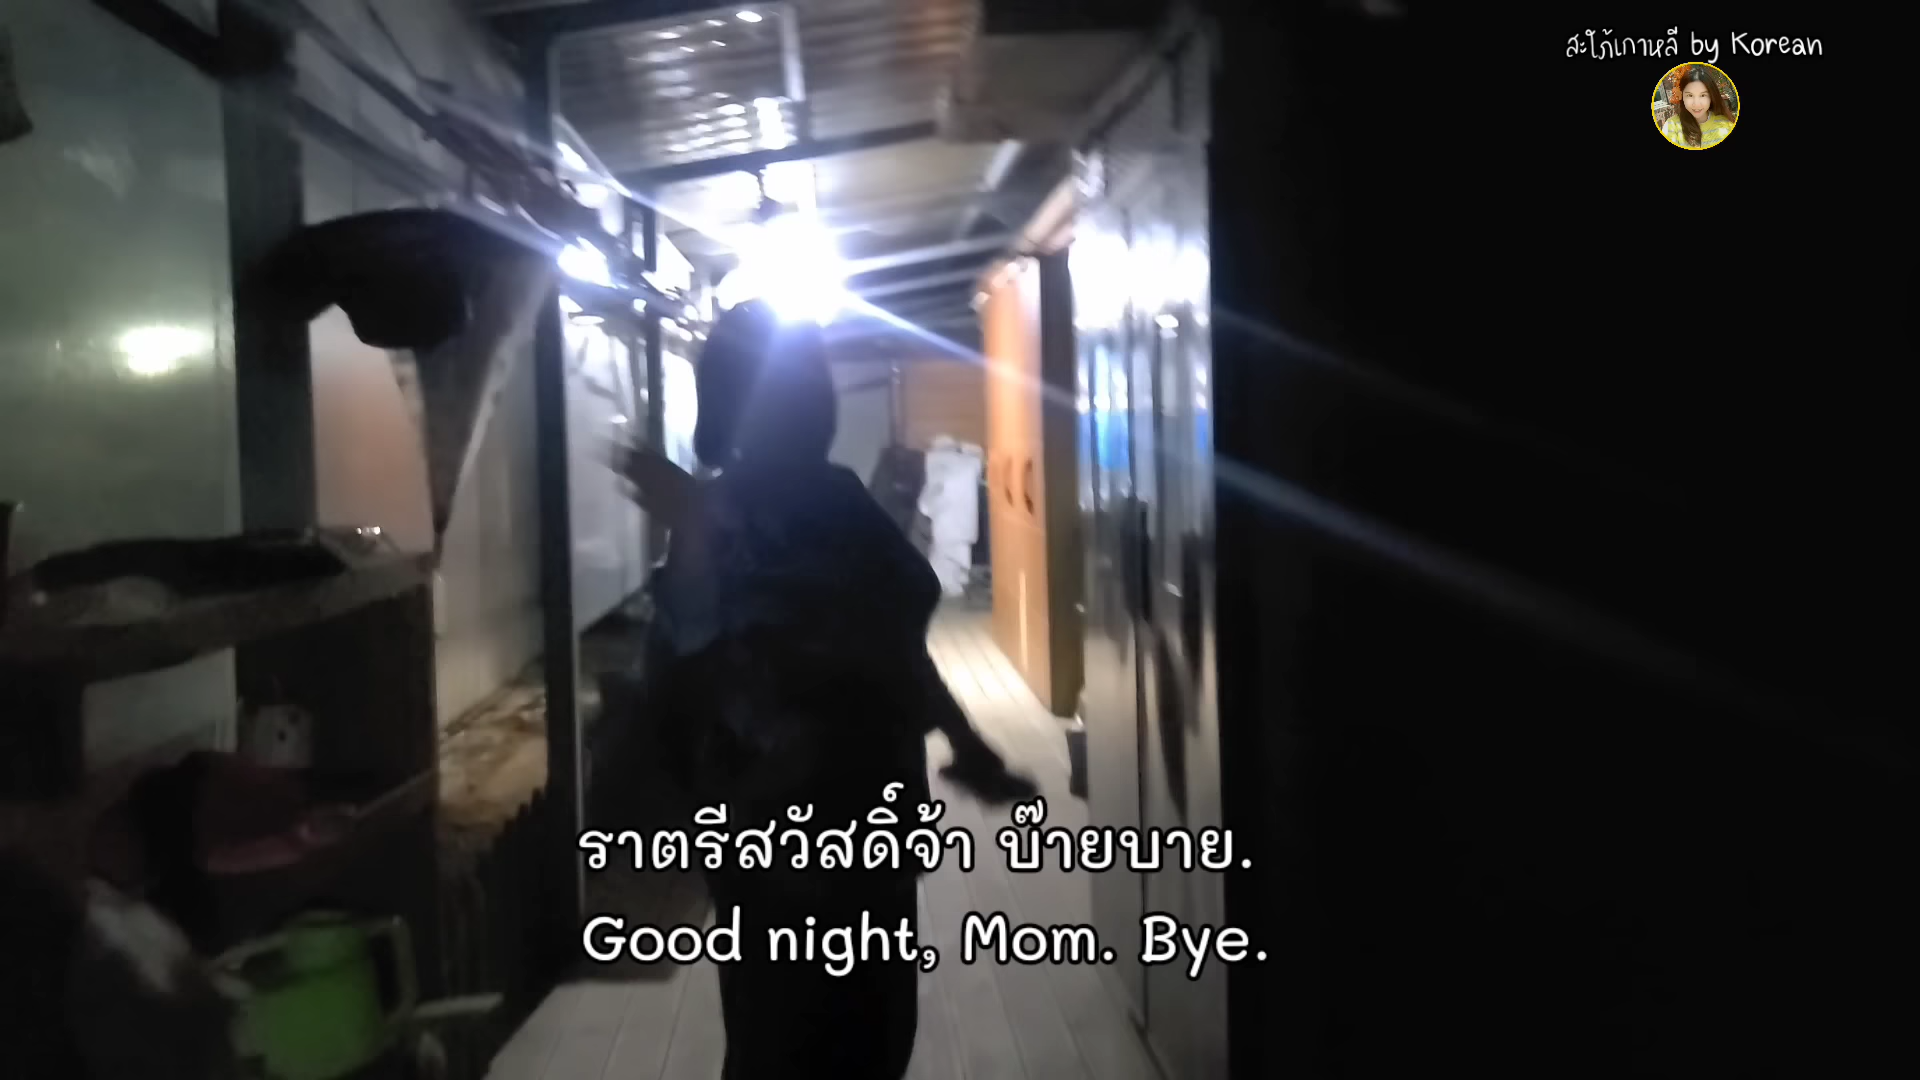 สะใภ้เกาหลี by Korean
ราตรีสวัสดิ์จ้า บ๊ายบาย.
Good night, Mom. Bye.